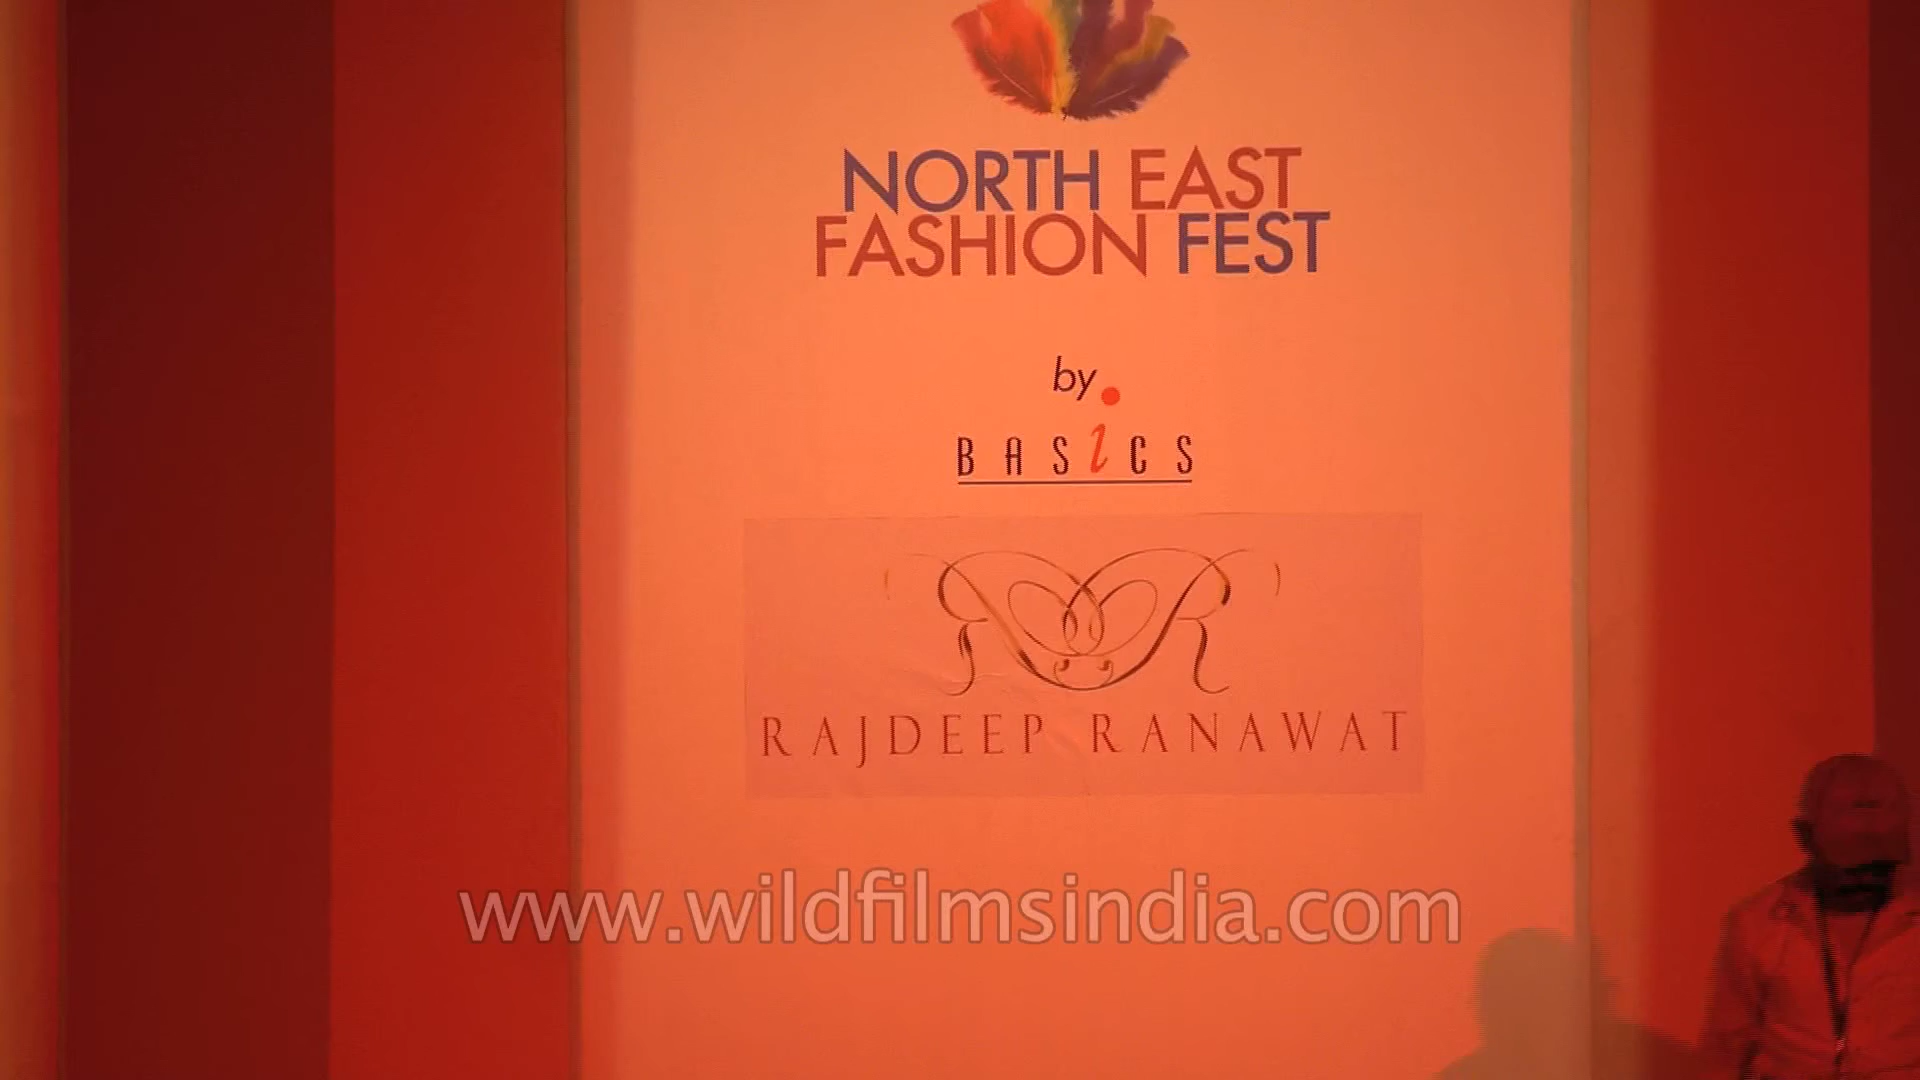 NORTH EAST
FASHION FEST
by
BASiCS
RAJDEEP RANAWAT
www.wildfilmsindia.com